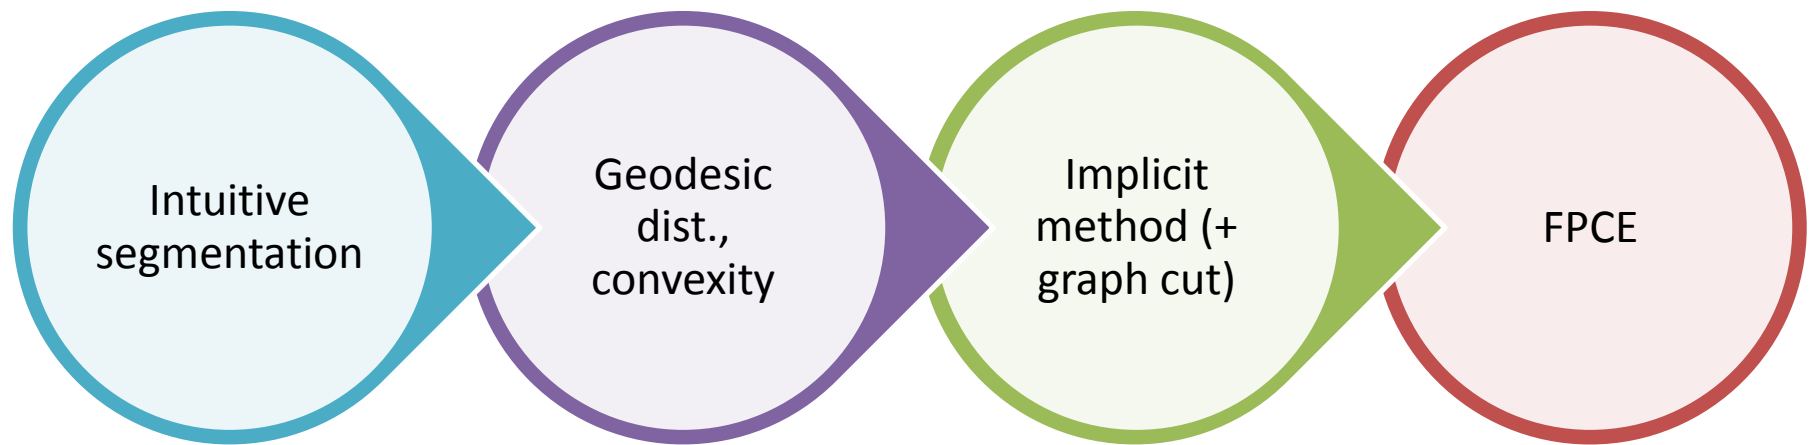 Intuitive
segmentation
Geodesic
dist.,
convexity
Implicit
method (+
graph cut)
FPCE